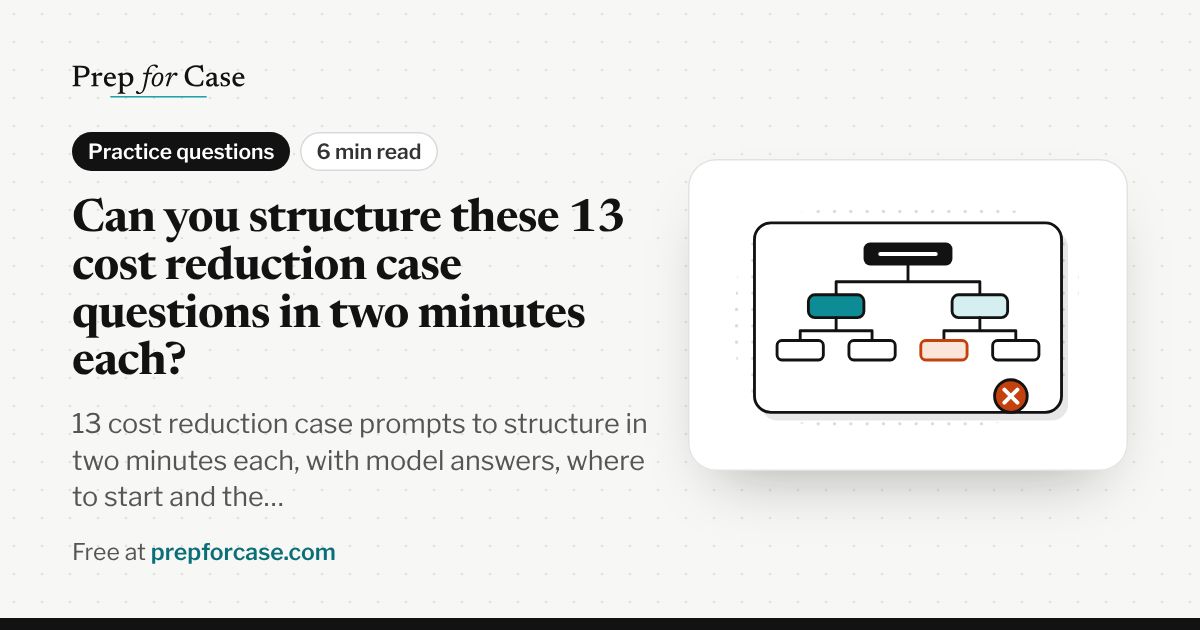 Prep for Case
Practice questions
6 min read
Can you structure these 13
cost reduction case
questions in two minutes
each?
13 cost reduction case prompts to structure in
two minutes each, with model answers, where
to start and the...
Free at prepforcase.com